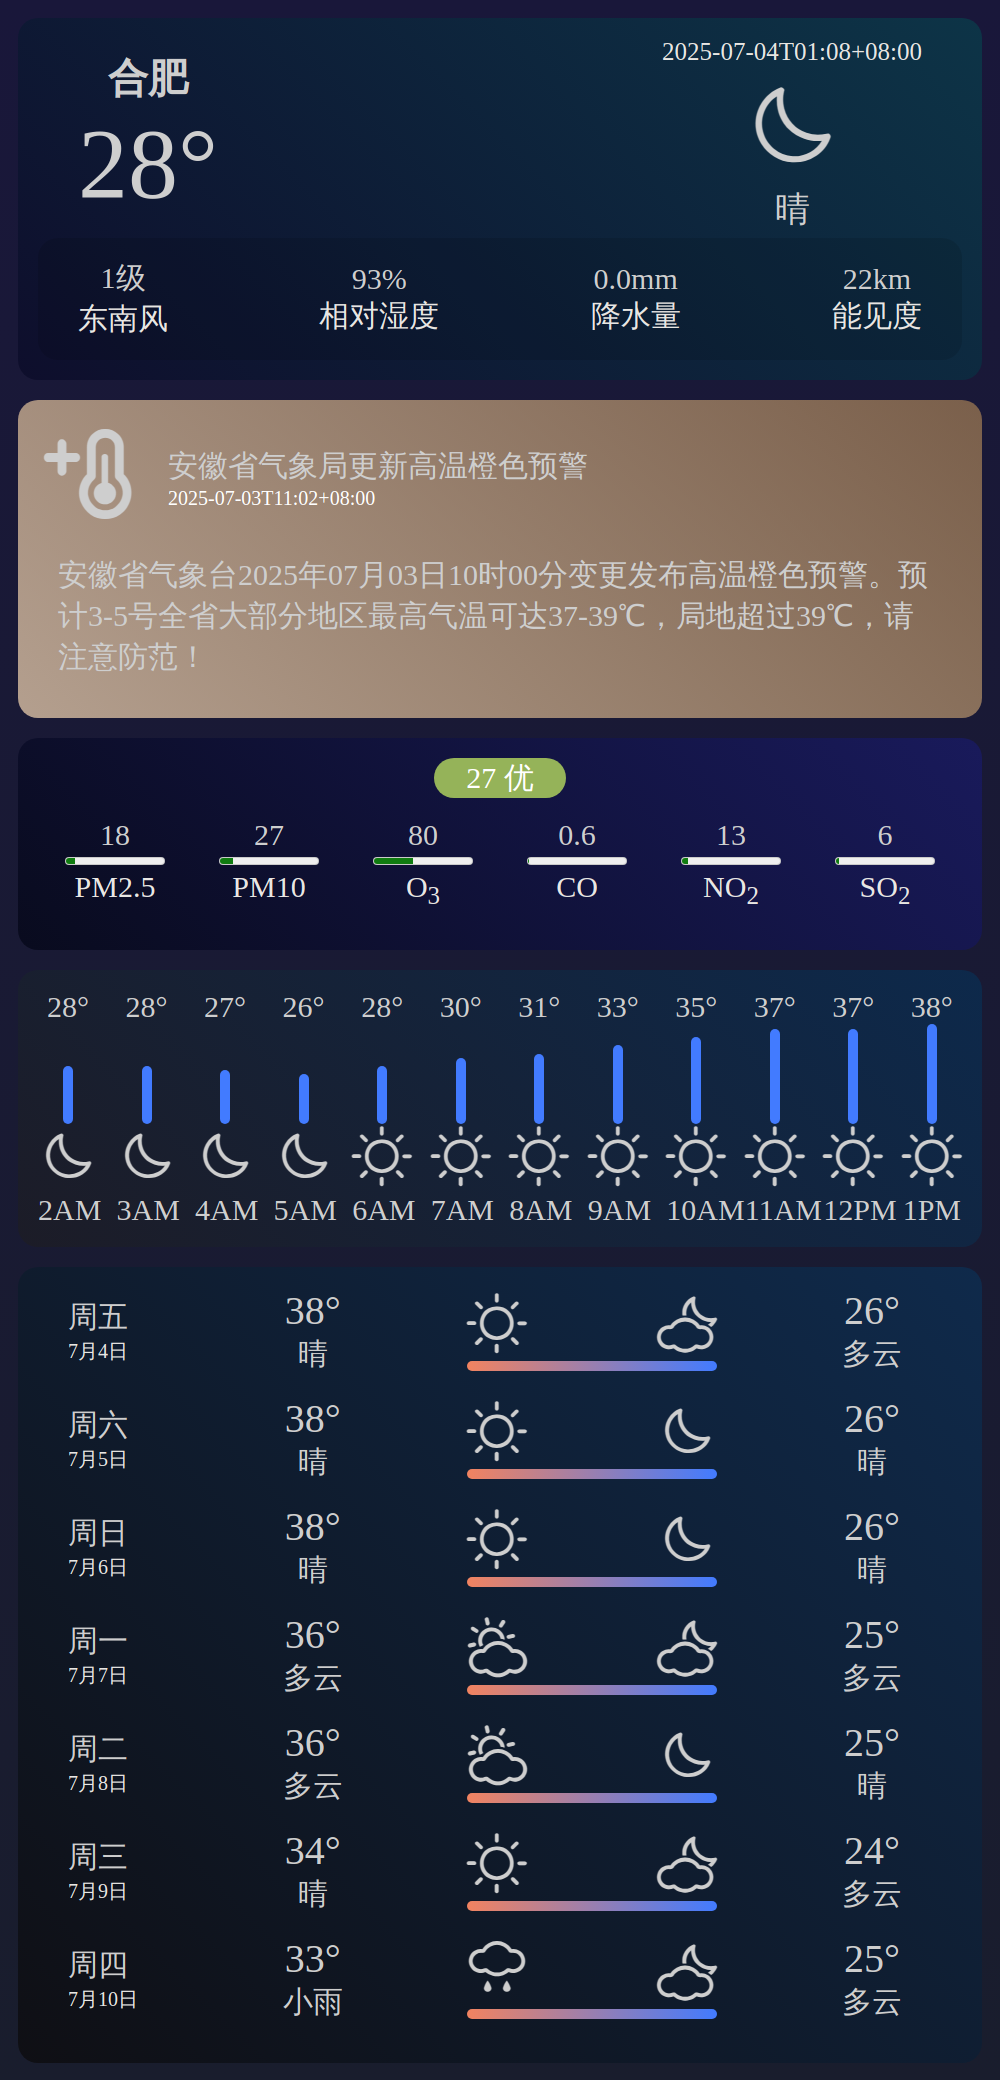 合肥
28°
2025-07-04T01:08+08:00
晴
1级 93% 0.0mm 22km
东南风 相对湿度 降水量 能见度
安徽省气象局更新高温橙色预警
2025-07-03T11:02+08:00
安徽省气象台2025年07月03日10时00分变更发布高温橙色预警。预
计3-5号全省大部分地区最高气温可达37-39℃，局地超过39℃，请
注意防范！
27 优
18 27 80 0.6 13 6
PM2.5 PM10 O3 CO NO2 SO2
28° 28° 27° 26° 28° 30° 31° 33° 35° 37° 37° 38°
2AM 3AM 4AM 5AM 6AM 7AM 8AM 9AM 10AM 11AM 12PM 1PM
周五 38° 26°
7月4日 晴 多云
周六 38° 26°
7月5日 晴 晴
周日 38° 26°
7月6日 晴 晴
周一 36° 25°
7月7日 多云 多云
周二 36° 25°
7月8日 多云 晴
周三 34° 24°
7月9日 晴 多云
周四 33° 25°
7月10日 小雨 多云